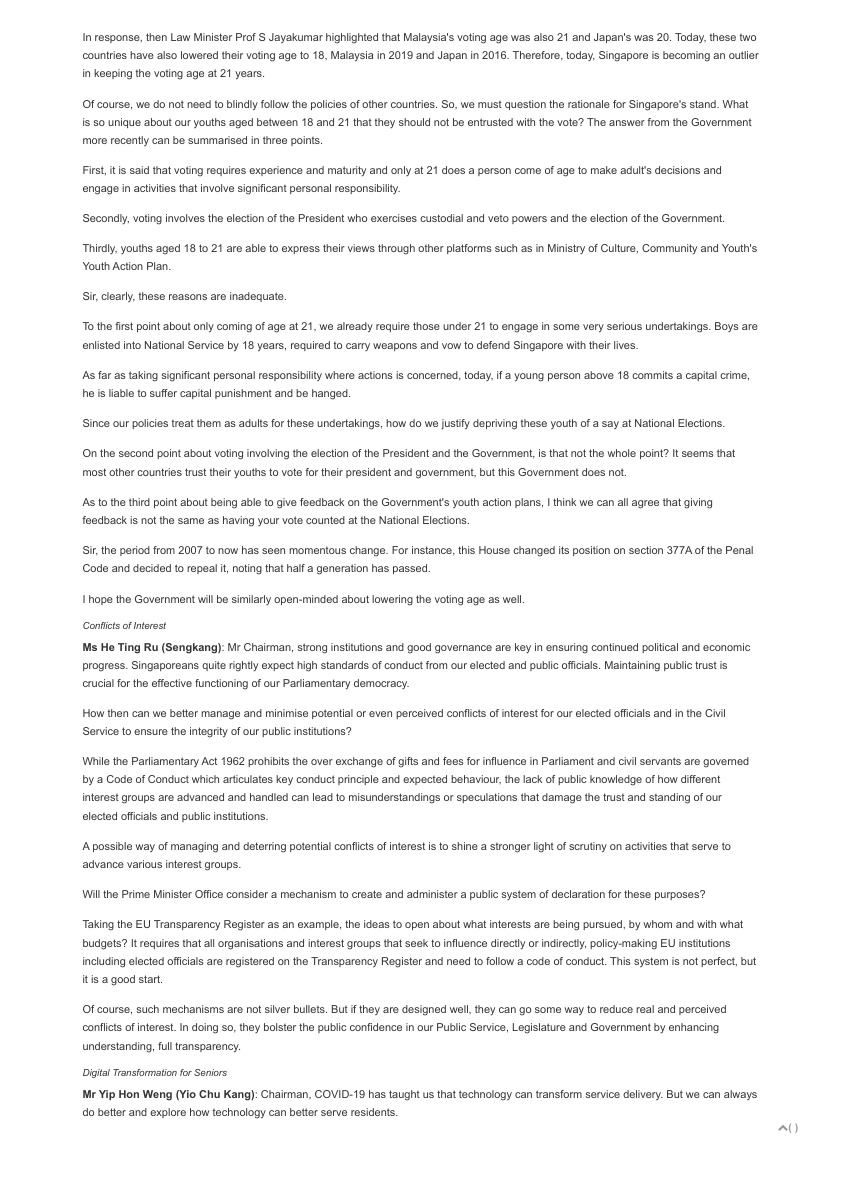 In response, then Law Minister Prof S Jayakumar highlighted that Malaysia's voting age was also 21 and Japan's was 20. Today, these two
countries have also lowered their voting age to 18, Malaysia in 2019 and Japan in 2016. Therefore, today, Singapore is becoming an outlier
in keeping the voting age at 21 years.
Of course, we do not need to blindly follow the policies of other countries. So, we must question the rationale for Singapore's stand. What
is so unique about our youths aged between 18 and 21 that they should not be entrusted with the vote? The answer from the Government
more recently can be summarised in three points.
First, it is said that voting requires experience and maturity and only at 21 does a person come of age to make adult's decisions and
engage in activities that involve significant personal responsibility.
Secondly, voting involves the election of the President who exercises custodial and veto powers and the election of the Government.
Thirdly, youths aged 18 to 21 are able to express their views through other platforms such as in Ministry of Culture, Community and Youth's
Youth Action Plan.
Sir, clearly, these reasons are inadequate.
To the first point about only coming of age at 21, we already require those under 21 to engage in some very serious undertakings. Boys are
enlisted into National Service by 18 years, required to carry weapons and vow to defend Singapore with their lives.
As far as taking significant personal responsibility where actions is concerned, today, if a young person above 18 commits a capital crime,
he is liable to suffer capital punishment and be hanged.
Since our policies treat them as adults for these undertakings, how do we justify depriving these youth of a say at National Elections.
On the second point about voting involving the election of the President and the Government, is that not the whole point? It seems that
most other countries trust their youths to vote for their president and government, but this Government does not.
As to the third point about being able to give feedback on the Government's youth action plans, I think we can all agree that giving
feedback is not the same as having your vote counted at the National Elections.
Sir, the period from 2007 to now has seen momentous change. For instance, this House changed its position on section 377A of the Penal
Code and decided to repeal it, noting that half a generation has passed.
I hope the Government will be similarly open-minded about lowering the voting age as well.
Conflicts of Interest
Ms He Ting Ru (Sengkang): Mr Chairman, strong institutions and good governance are key in ensuring continued political and economic
progress. Singaporeans quite rightly expect high standards of conduct from our elected and public officials. Maintaining public trust is
crucial for the effective functioning of our Parliamentary democracy.
How then can we better manage and minimise potential or even perceived conflicts of interest for our elected officials and in the Civil
Service to ensure the integrity of our public institutions?
While the Parliamentary Act 1962 prohibits the over exchange of gifts and fees for influence in Parliament and civil servants are governed
by a Code of Conduct which articulates key conduct principle and expected behaviour, the lack of public knowledge of how different
interest groups are advanced and handled can lead to misunderstandings or speculations that damage the trust and standing of our
elected officials and public institutions.
A possible way of managing and deterring potential conflicts of interest is to shine a stronger light of scrutiny on activities that serve to
advance various interest groups.
Will the Prime Minister Office consider a mechanism to create and administer a public system of declaration for these purposes?
Taking the EU Transparency Register as an example, the ideas to open about what interests are being pursued, by whom and with what
budgets? It requires that all organisations and interest groups that seek to influence directly or indirectly, policy-making EU institutions
including elected officials are registered on the Transparency Register and need to follow a code of conduct. This system is not perfect, but
it is a good start.
Of course, such mechanisms are not silver bullets. But if they are designed well, they can go some way to reduce real and perceived
conflicts of interest. In doing so, they bolster the public confidence in our Public Service, Legislature and Government by enhancing
understanding, full transparency.
Digital Transformation for Seniors
Mr Yip Hon Weng (Yio Chu Kang): Chairman, COVID-19 has taught us that technology can transform service delivery. But we can always
do better and explore how technology can better serve residents.
( )